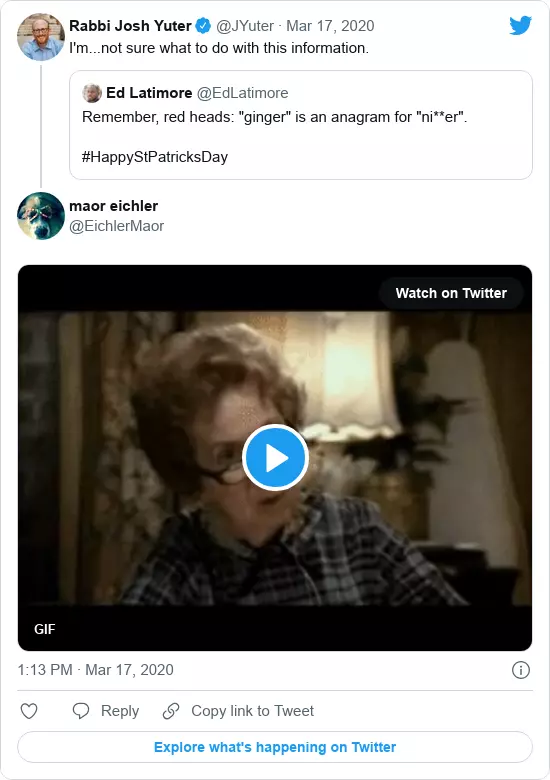 Rabbi Josh Yuter @JYuter · Mar 17, 2020
I'm...not sure what to do with this information.
Ed Latimore @EdLatimore
Remember, red heads: "ginger" is an anagram for "ni**er".
#HappyStPatricksDay
maor eichler
@EichlerMaor
Watch on Twitter
GIF
1:13 PM · Mar 17, 2020
Reply
Copy link to Tweet
Explore what's happening on Twitter